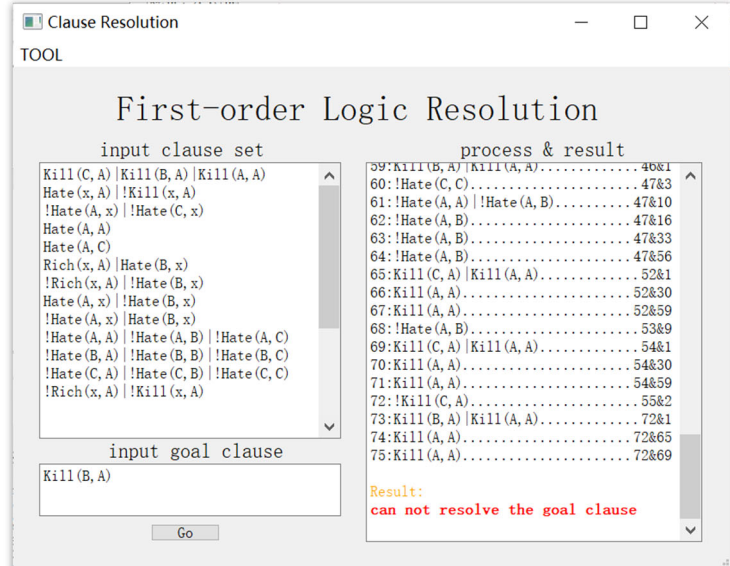 Clause Resolution
TOOL
First-order Logic Resolution
input clause set
Kill(C,A)|Kill(B,A)|Kill(A,A)
Hate(x,A)|!Kill(x,A)
!Hate(A,x)|!Hate(C,x)
Hate(A,A)
Hate(A,C)
Rich(x,A)|Hate(B,x)
!Rich(x,A)|!Hate(B,x)
Hate(A,x)|!Hate(B,x)
!Hate(A,x)|Hate(B,x)
!Hate(A,A)|!Hate(A,B)|!Hate(A,C)
!Hate(B,A)|!Hate(B,B)|!Hate(B,C)
!Hate(C,A)|!Hate(C,B)|!Hate(C,C)
!Rich(x,A)|!Kill(x,A)
input goal clause
Kill(B,A)
Go
process & result
59:Kill(B,A)|Kill(A,A).............46&1
60:!Hate(C,C)....................47&3
61:!Hate(A,A)|!Hate(A,B)..........47&10
62:!Hate(A,B)....................47&16
63:!Hate(A,B)....................47&33
64:!Hate(A,B)....................47&56
65:Kill(C,A)|Kill(A,A).............52&1
66:Kill(A,A).....................52&30
67:Kill(A,A).....................52&59
68:!Hate(A,B)....................53&9
69:Kill(C,A)|Kill(A,A).............54&1
70:Kill(A,A).....................54&30
71:Kill(A,A).....................54&59
72:!Kill(C,A)....................55&2
73:Kill(B,A)|Kill(A,A).............72&1
74:Kill(A,A).....................72&65
75:Kill(A,A).....................72&69
Result:
can not resolve the goal clause